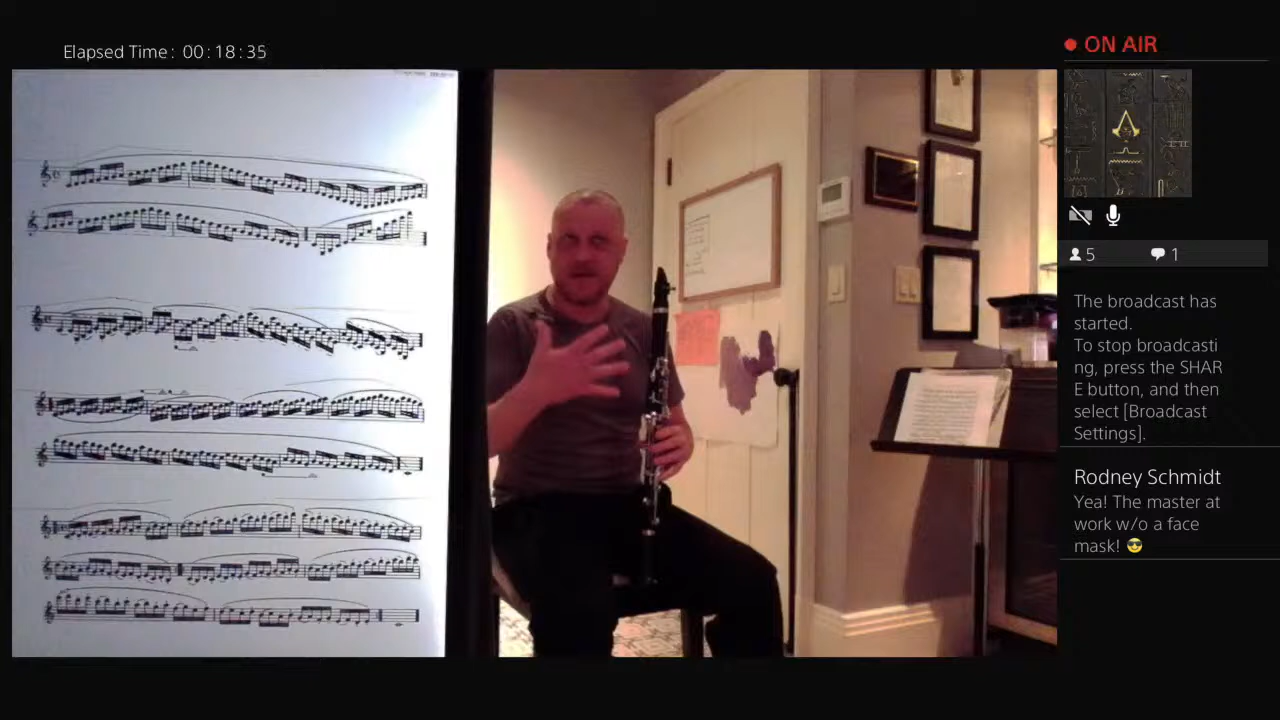 Elapsed Time: 00:18:35
ON AIR
5
1
The broadcast has
started.
To stop broadcasti
ng, press the SHAR
E button, and then
select [Broadcast
Settings].
Rodney Schmidt
Yea! The master at
work w/o a face
mask! 😎